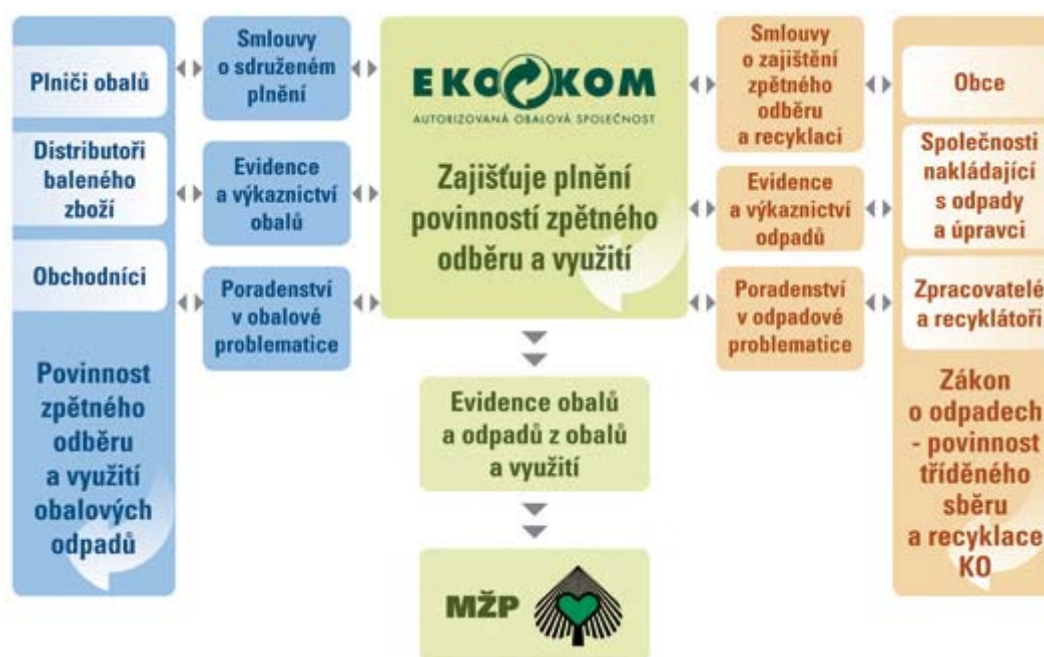 Plniči obalů
Distributoři
baleného
zboží
Obchodníci
Povinnost
zpětného
odběru
a využití
obalových
odpadů
Smlouvy
o sdruženém
plnění
Evidence
a výkaznictví
obalů
Poradenství
v obalové
problematice
EKO KOM
AUTORIZOVANÁ OBALOVÁ SPOLEČNOST
Zajišťuje plnění
povinností zpětného
odběru a využití
Evidence obalů
a odpadů z obalů
a využití
MŽP
Smlouvy
o zajištění
zpětného
odběru
a recyklaci
Evidence
a výkaznictví
odpadů
Poradenství
v odpadové
problematice
Obce
Společnosti
nakládající
s odpady
a úpravci
Zpracovatelé
a recyklátoři
Zákon
o odpadech
- povinnost
tříděného
sběru
a recyklace
KO